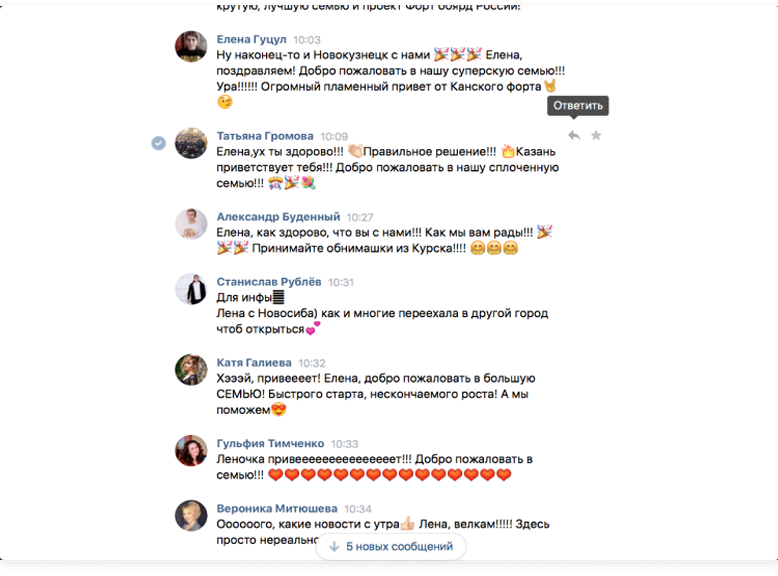 крутую, лучшую семью и проект Форт боярд России!
Елена Гуцул 10:03
Ну наконец-то и Новокузнецк с нами 🎉🎉🎉 Елена,
поздравляем! Добро пожаловать в нашу суперскую семью!!!
Ура!!!!!! Огромный пламенный привет от Канского форта🤘
😉
Ответить
Татьяна Громова 10:09
Елена,ух ты здорово!!! 👏🏻Правильное решение!!! 🔥Казань
приветствует тебя!!! Добро пожаловать в нашу сплоченную
семью!!! 🎊🎉💐
Александр Буденный 10:27
Елена, как здорово, что вы с нами!!! Как мы вам рады!!! 🎉
🎉🎉 Принимайте обнимашки из Курска!!!! 🤗🤗🤗
Станислав Рублёв 10:31
Для инфы
Лена с Новосиба) как и многие переехала в другой город
чтоб открыться💕
Катя Галиева 10:32
Хэээй, привеееет! Елена, добро пожаловать в большую
СЕМЬЮ! Быстрого старта, нескончаемого роста! А мы
поможем😍
Гульфия Тимченко 10:33
Леночка привеееееееееееееет!!! Добро пожаловать в
семью!!! ❤❤❤❤❤❤❤❤❤❤❤❤❤❤❤
Вероника Митюшева 10:34
Оооооого, какие новости с утра👍🏻 Лена, велкам!!!!! Здесь
просто нереально
5 новых сообщений